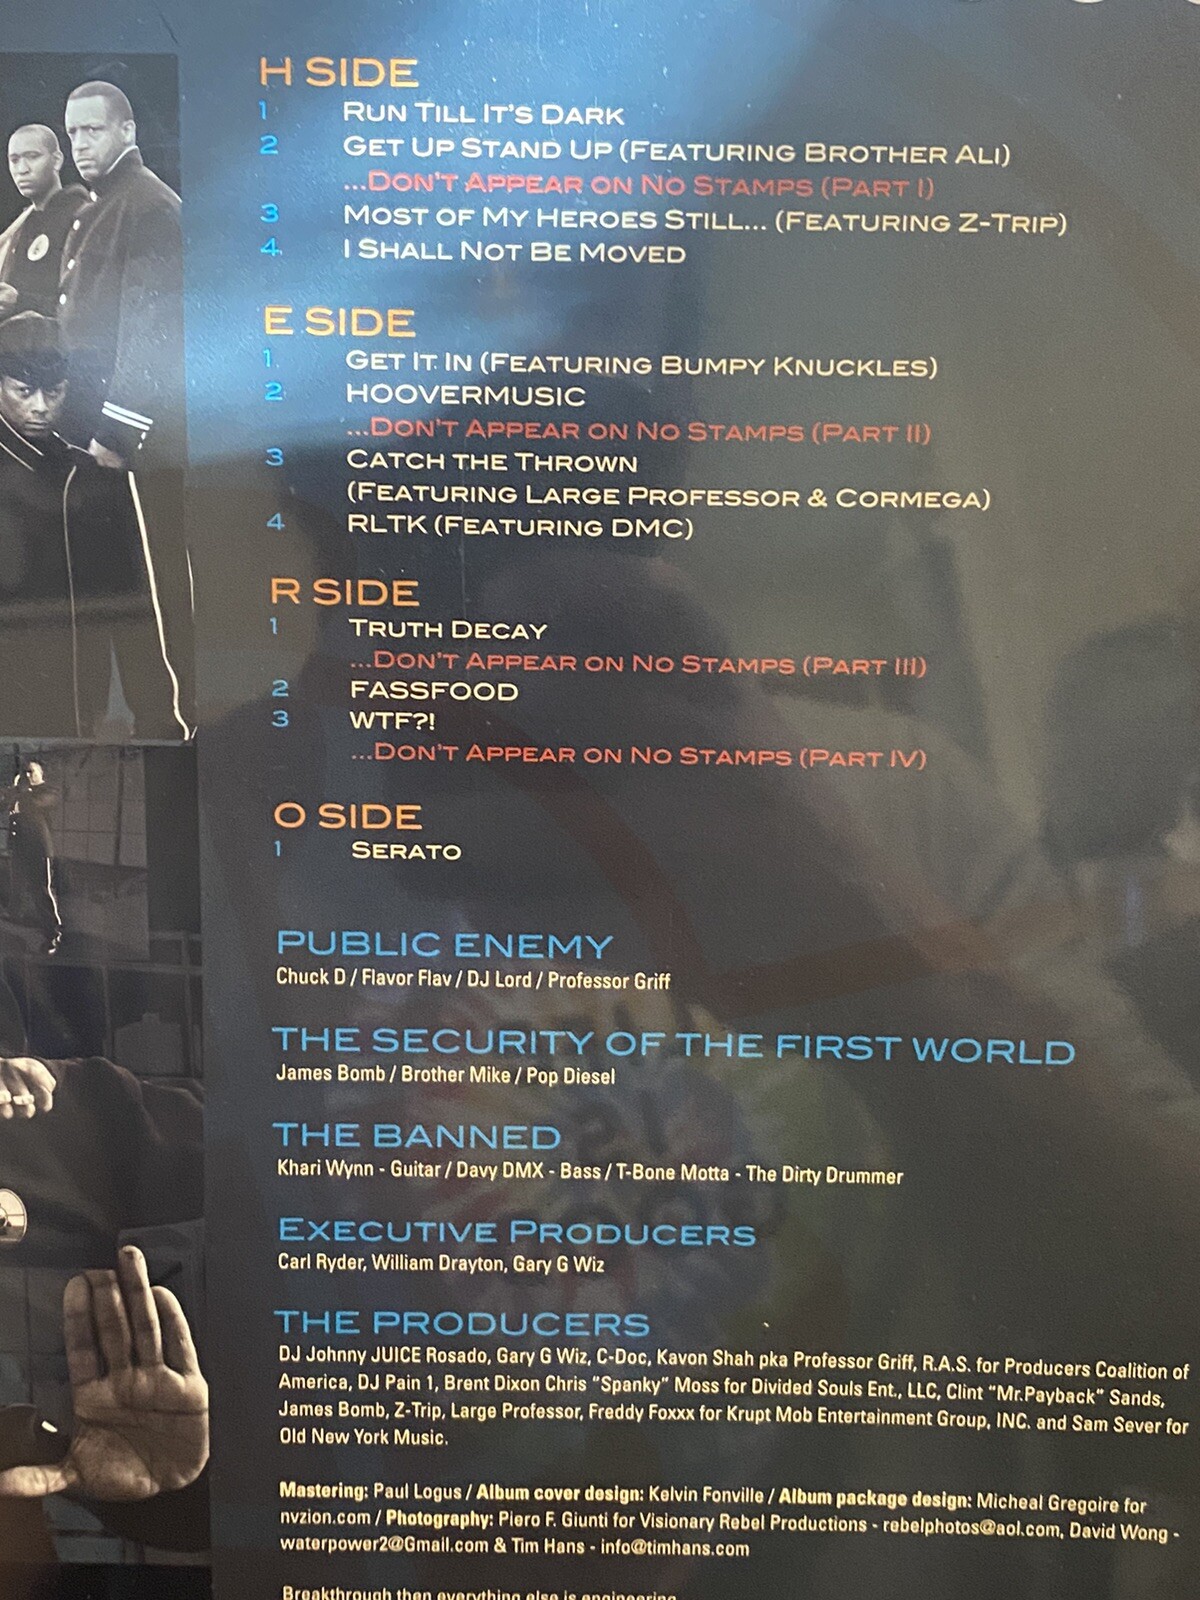 H SIDE
1 RUN TILL IT'S DARK
2 GET UP STAND UP (FEATURING BROTHER ALI)
...DON'T APPEAR ON NO STAMPS (PART I)
3 MOST OF MY HEROES STILL... (FEATURING Z-TRIP)
4. I SHALL NOT BE MOVED
E SIDE
1. GET IT IN (FEATURING BUMPY KNUCKLES)
2 HOOVERMUSIC
...DON'T APPEAR ON NO STAMPS (PART II)
3 CATCH THE THROWN
(FEATURING LARGE PROFESSOR & CORMEGA)
4 RLTK (FEATURING DMC)
R SIDE
1 TRUTH DECAY
...DON'T APPEAR ON NO STAMPS (PART III)
2 FASSFOOD
3 WTF?!
...DON'T APPEAR ON NO STAMPS (PART IV)
O SIDE
1 SERATO
PUBLIC ENEMY
Chuck D / Flavor Flav / DJ Lord / Professor Griff
THE SECURITY OF THE FIRST WORLD
James Bomb / Brother Mike / Pop Diesel
THE BANNED
Khari Wynn - Guitar / Davy DMX - Bass / T-Bone Motta - The Dirty Drummer
EXECUTIVE PRODUCERS
Carl Ryder, William Drayton, Gary G Wiz
THE PRODUCERS
DJ Johnny JUICE Rosado, Gary G Wiz, C-Doc, Kavon Shah pka Professor Griff, R.A.S. for Producers Coalition of
America, DJ Pain 1, Brent Dixon Chris "Spanky" Moss for Divided Souls Ent., LLC, Clint "Mr.Payback" Sands,
James Bomb, Z-Trip, Large Professor, Freddy Foxxx for Krupt Mob Entertainment Group, INC. and Sam Sever for
Old New York Music.
Mastering: Paul Logus / Album cover design: Kelvin Fonville / Album package design: Micheal Gregoire for
nvzion.com / Photography: Piero F. Giunti for Visionary Rebel Productions - rebelphotos@aol.com, David Wong -
waterpower2@Gmail.com & Tim Hans - info@timhans.com
Breakthrough then everything else is engineering